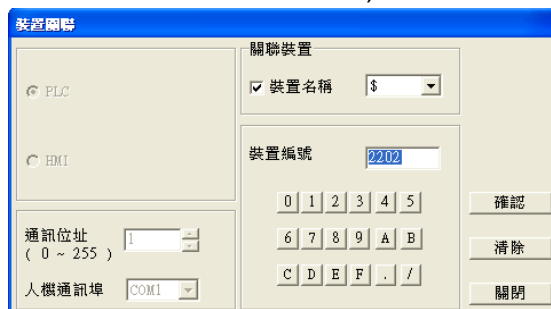 裝置關聯
PLC
HMI
通訊位址
( 0 ~ 255 )
1
人機通訊埠
COM1
關聯裝置
裝置名稱
$
裝置編號
2202
0 1 2 3 4 5
6 7 8 9 A B
C D E F . /
確認
清除
關閉